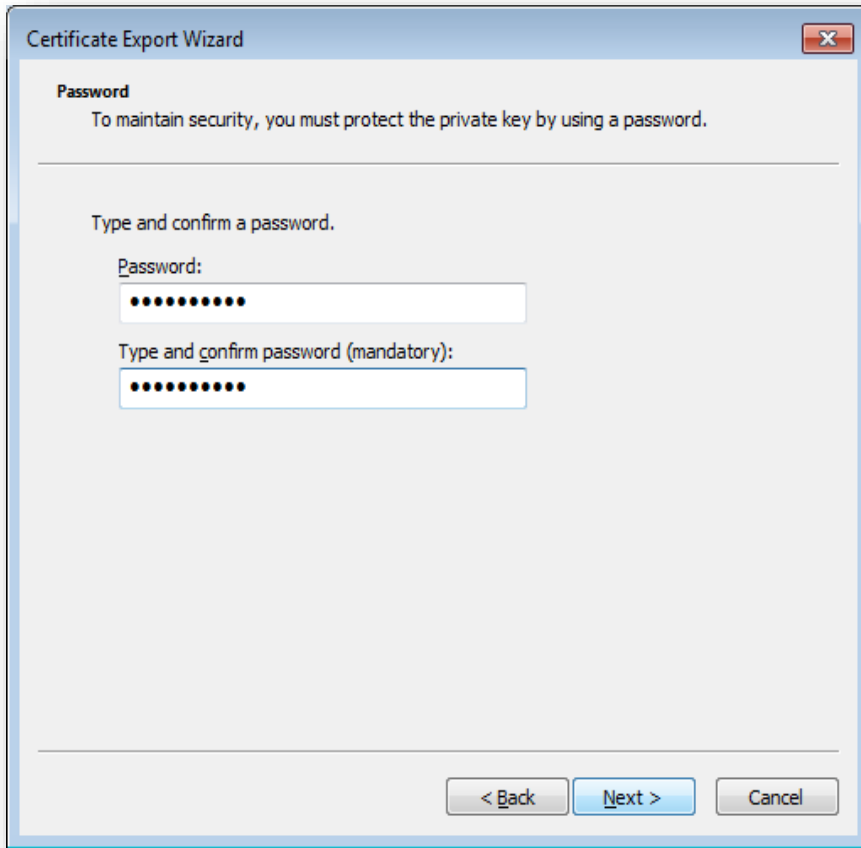 Certificate Export Wizard
Password
To maintain security, you must protect the private key by using a password.
Type and confirm a password.
Password:
••••••••••
Type and confirm password (mandatory):
••••••••••
< Back
Next >
Cancel